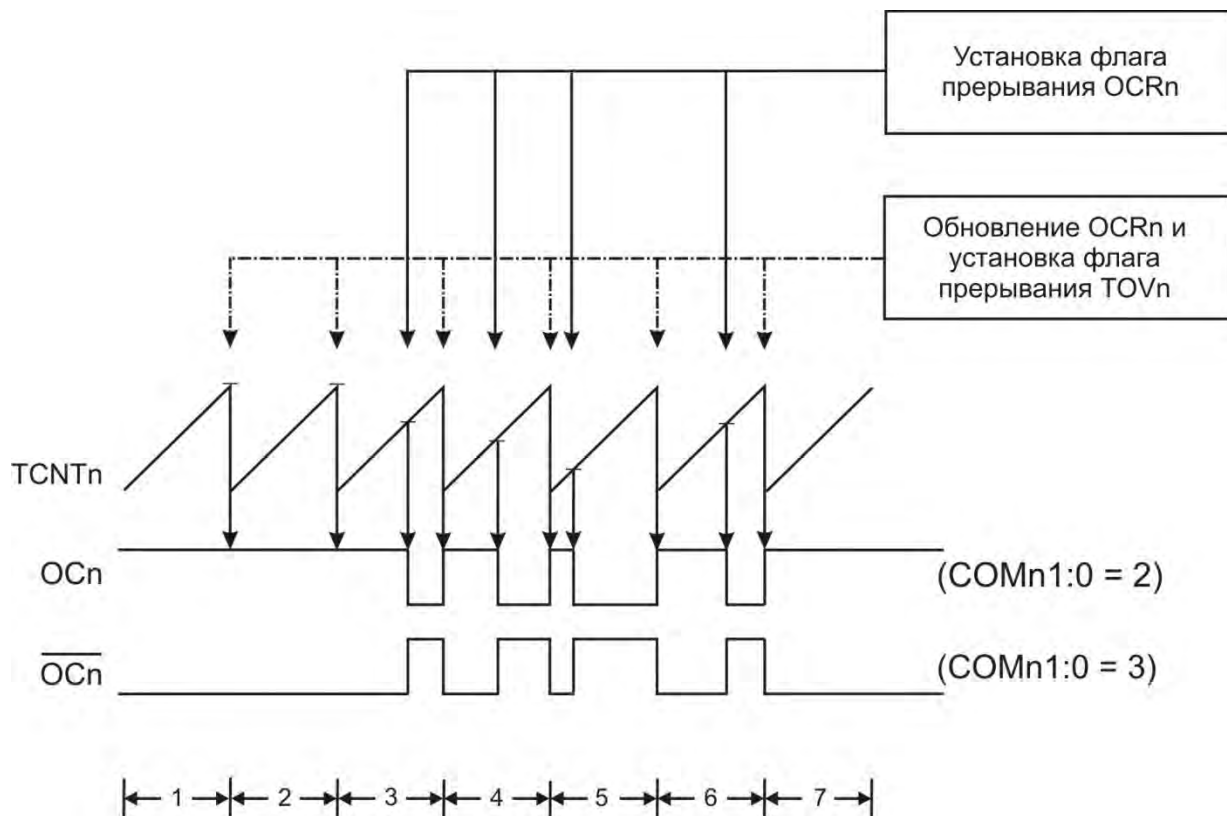 Установка флага
прерывания OCRn
Обновление OCRn и
установка флага
прерывания TOVn
TCNTn
OCn
(COMn1:0 = 2)
OCn
(COMn1:0 = 3)
1 2 3 4 5 6 7